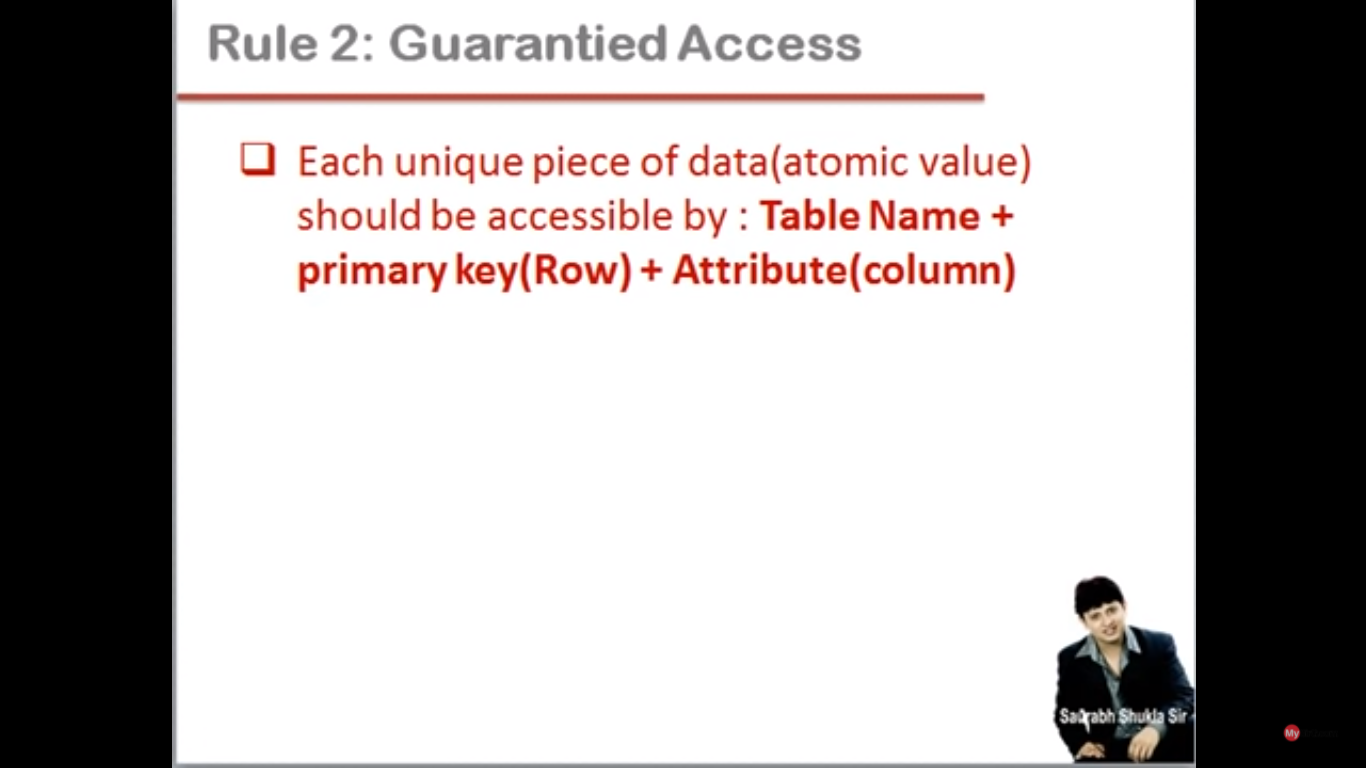 Rule 2: Guarantied Access
Each unique piece of data(atomic value)
should be accessible by : Table Name +
primary key(Row) + Attribute(column)
Saurabh Shukla Sir
My